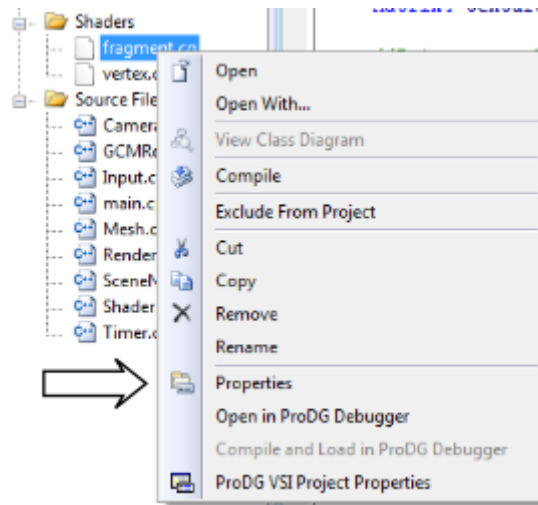 Shaders
fragment.cg
vertex.c
Source File
Camer
GCMR
Input.c
main.c
Mesh.c
Render
Scene
Shader
Timer.c
Open
Open With...
View Class Diagram
Compile
Exclude From Project
Cut
Copy
Remove
Rename
Properties
Open in ProDG Debugger
Compile and Load in ProDG Debugger
ProDG VSI Project Properties